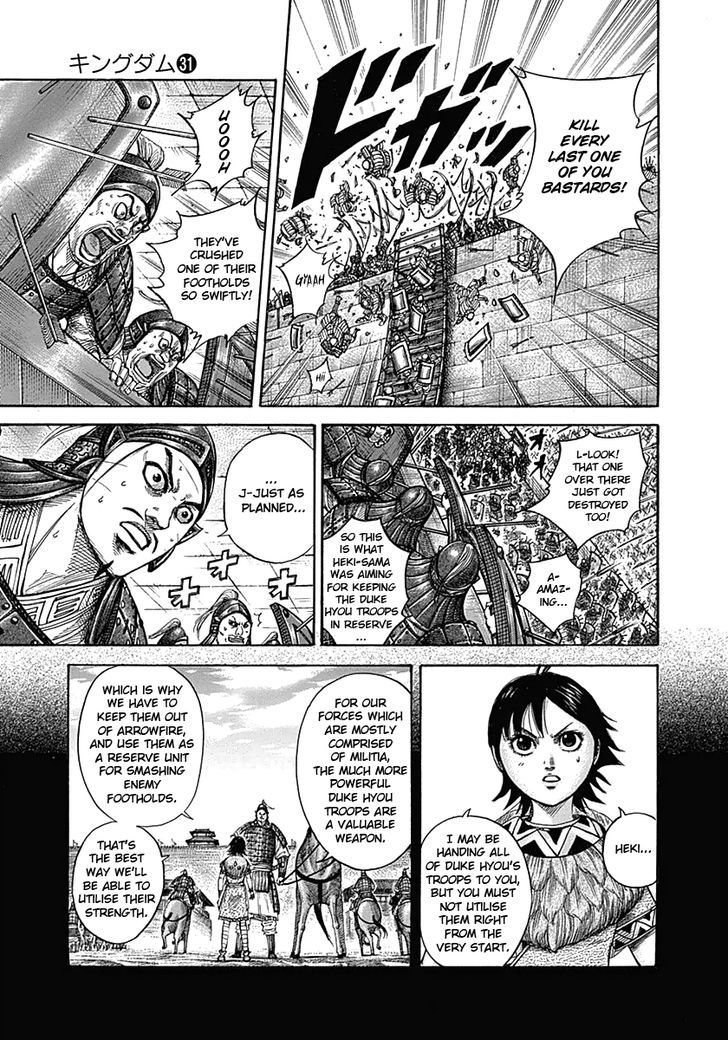 キングダム㉛
KILL
EVERY
LAST ONE
OF YOU
BASTARDS!
ドガッ
GYAAH
HII
UOOOH
THEY'VE
CRUSHED
ONE OF THEIR
FOOTHOLDS
SO SWIFTLY!
L-LOOK!
THAT ONE
OVER THERE
JUST GOT
DESTROYED
TOO!
オオ
A-
AMAZ-
ING...
SO THIS
IS WHAT
HEKI-SAMA
WAS AIMING
FOR KEEPING
THE DUKE
HYOU TROOPS
IN RESERVE
...
...
J-JUST AS
PLANNED...
HEKI...
I MAY BE
HANDING ALL
OF DUKE HYOU'S
TROOPS TO YOU,
BUT YOU MUST
NOT UTILISE
THEM RIGHT
FROM THE
VERY START.
FOR OUR
FORCES WHICH
ARE MOSTLY
COMPRISED
OF MILITIA,
THE MUCH MORE
POWERFUL
DUKE HYOU
TROOPS ARE
A VALUABLE
WEAPON.
WHICH IS WHY
WE HAVE TO
KEEP THEM OUT
OF ARROWFIRE,
AND USE THEM AS
A RESERVE UNIT
FOR SMASHING
ENEMY
FOOTHOLDS.
THAT'S
THE BEST
WAY WE'LL
BE ABLE TO
UTILISE THEIR
STRENGTH.